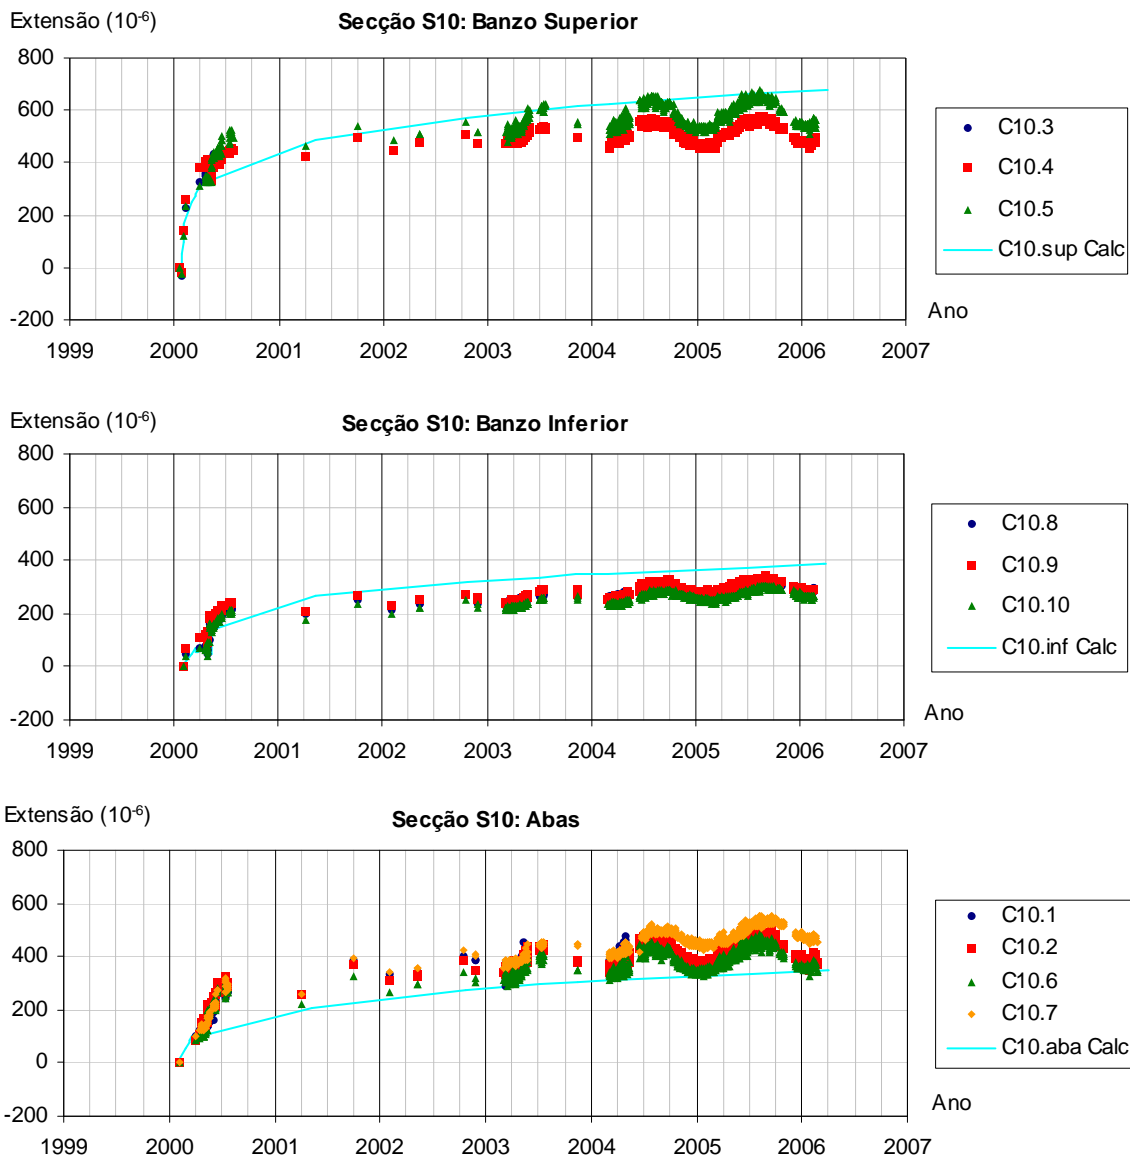 Extensão (10-6)
Secção S10: Banzo Superior
800
600
400
200
0
-200
1999 2000 2001 2002 2003 2004 2005 2006 2007
Ano
C10.3
C10.4
C10.5
C10.sup Calc
Extensão (10-6)
Secção S10: Banzo Inferior
800
600
400
200
0
-200
1999 2000 2001 2002 2003 2004 2005 2006 2007
Ano
C10.8
C10.9
C10.10
C10.inf Calc
Extensão (10-6)
Secção S10: Abas
800
600
400
200
0
-200
1999 2000 2001 2002 2003 2004 2005 2006 2007
Ano
C10.1
C10.2
C10.6
C10.7
C10.aba Calc